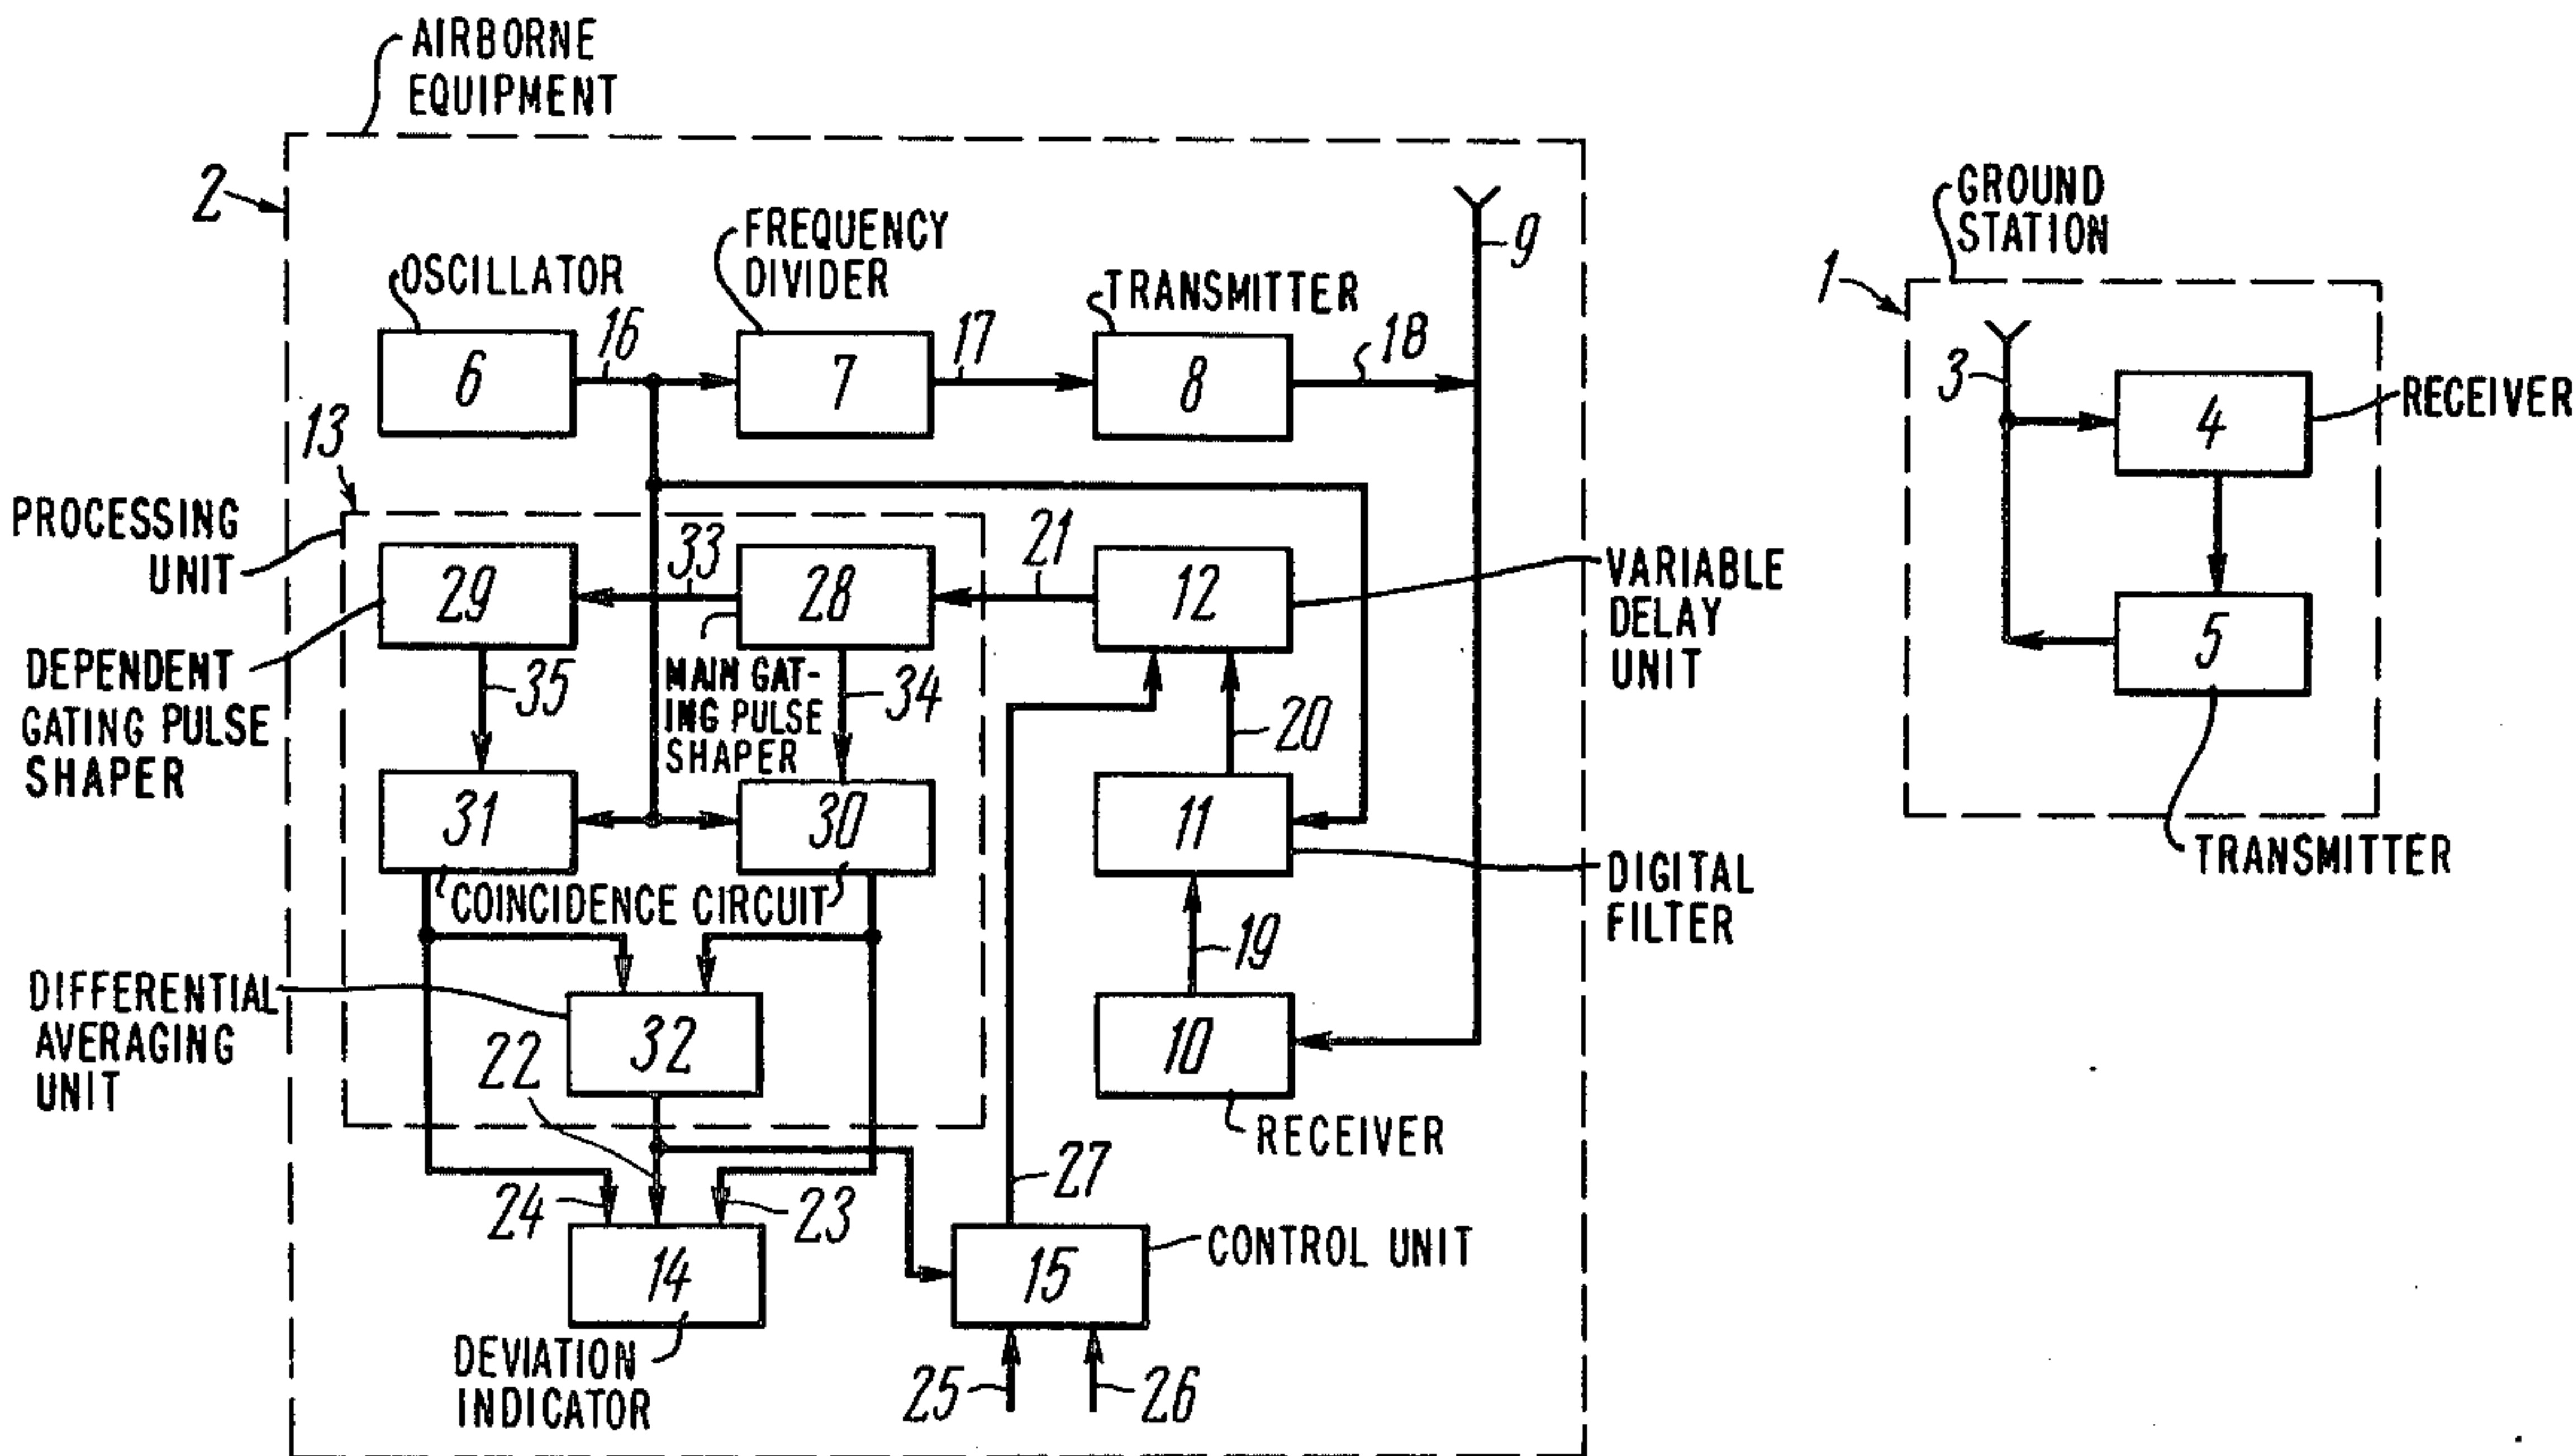 AIRBORNE
EQUIPMENT
2
GROUND
STATION
1
OSCILLATOR
FREQUENCY
DIVIDER
TRANSMITTER
9
6
16
7
17
8
18
3
4
RECEIVER
5
TRANSMITTER
13
PROCESSING
UNIT
29
33
28
21
12
VARIABLE
DELAY
UNIT
DEPENDENT
GATING PULSE
SHAPER
35
MAIN GAT-
ING PULSE
SHAPER
34
20
31
30
11
COINCIDENCE CIRCUIT
DIGITAL
FILTER
19
DIFFERENTIAL
AVERAGING
UNIT
32
22
10
RECEIVER
27
24
23
14
15
CONTROL UNIT
DEVIATION
INDICATOR
25
26